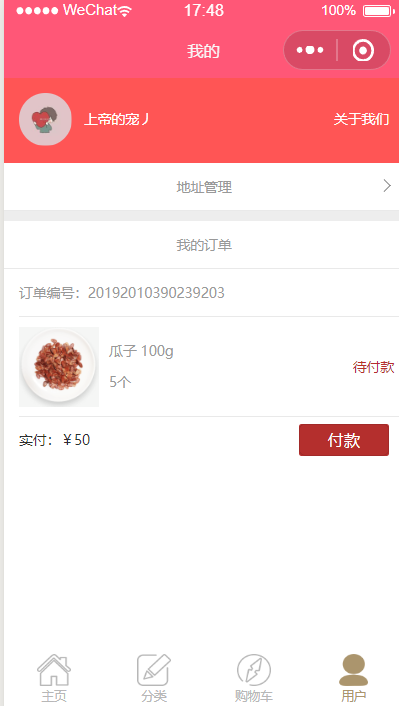 WeChat 17:48 100%
我的
上帝的宠丿 关于我们
地址管理
我的订单
订单编号：20192010390239203
瓜子 100g
5个
待付款
实付：￥50 付款
主页 分类 购物车 用户